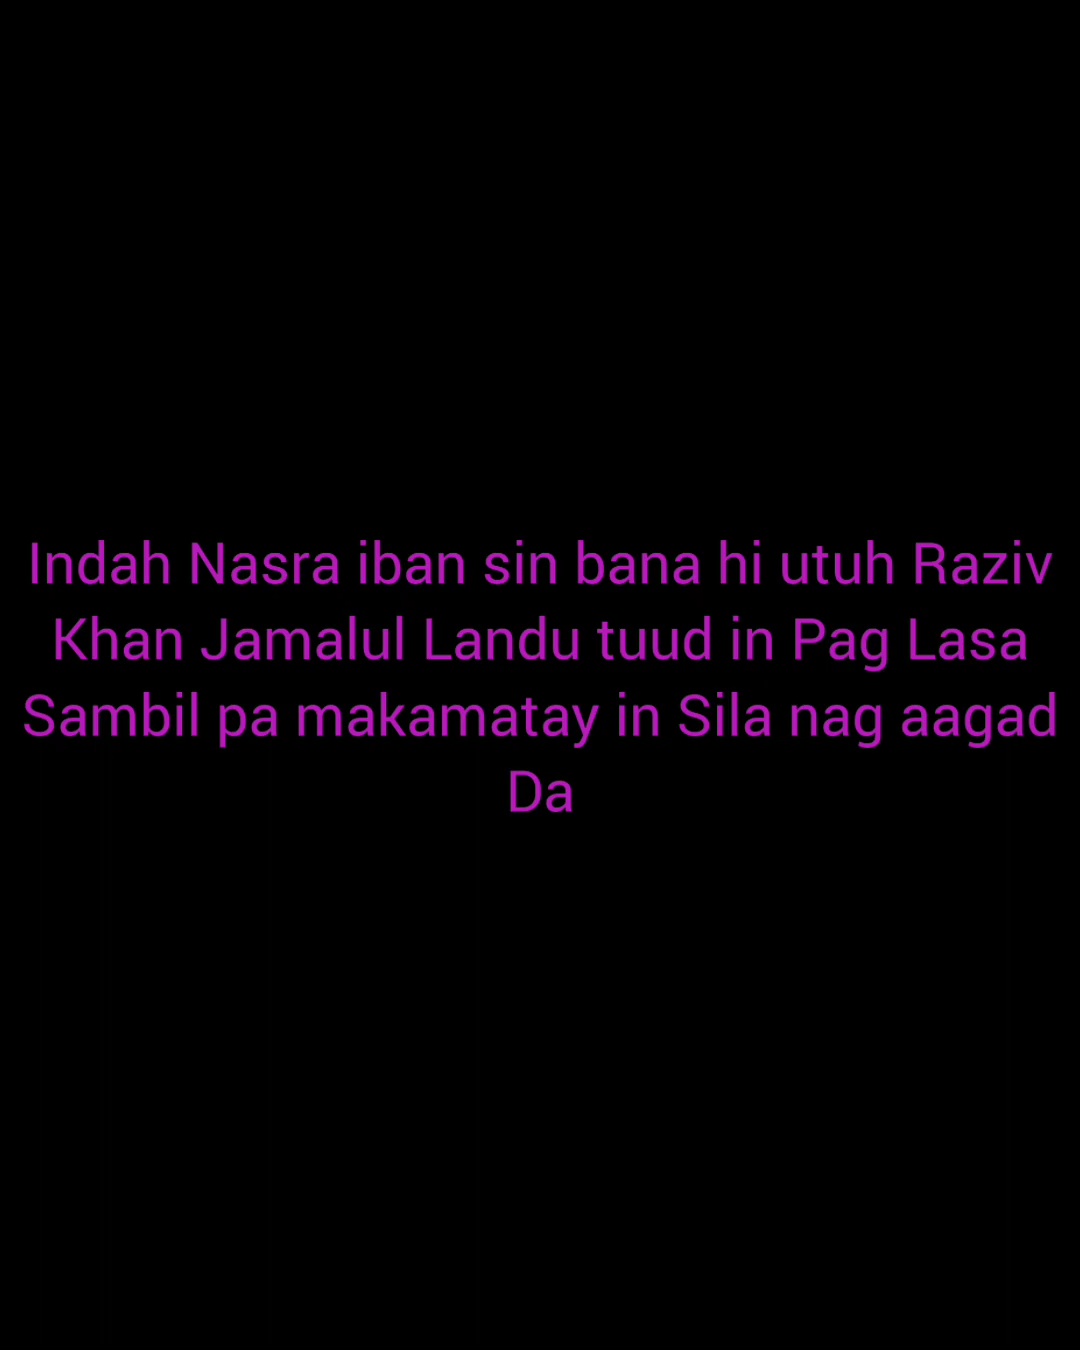 Indah Nasra iban sin bana hi utuh Raziv
Khan Jamalul Landu tuud in Pag Lasa
Sambil pa makamatay in Sila nag aagad
Da